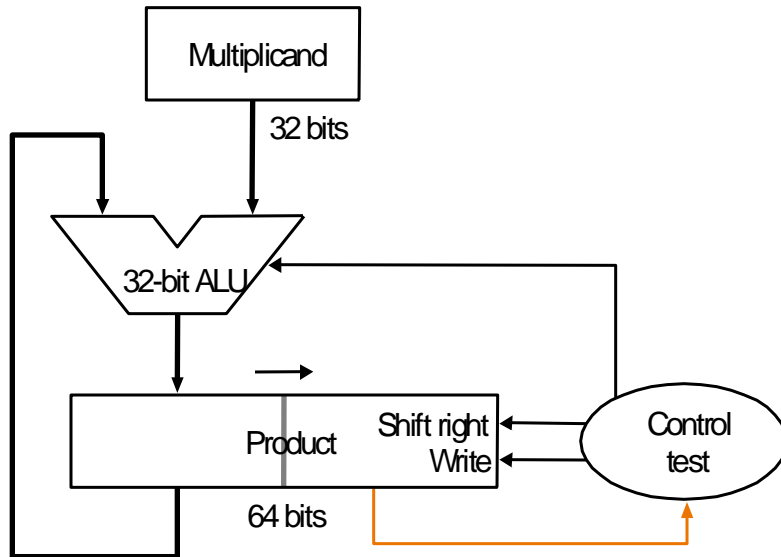 Multiplicand
32 bits
32-bit ALU
Product
Shift right
Write
Control
test
64 bits